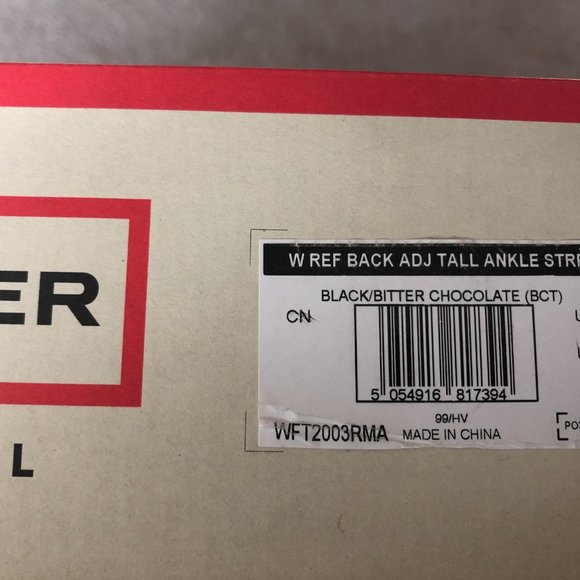 ER
L
W REF BACK ADJ TALL ANKLE STR
BLACK/BITTER CHOCOLATE (BCT)
CN
U
5 054916 817394
99/HV
WFT2003RMA MADE IN CHINA
PO